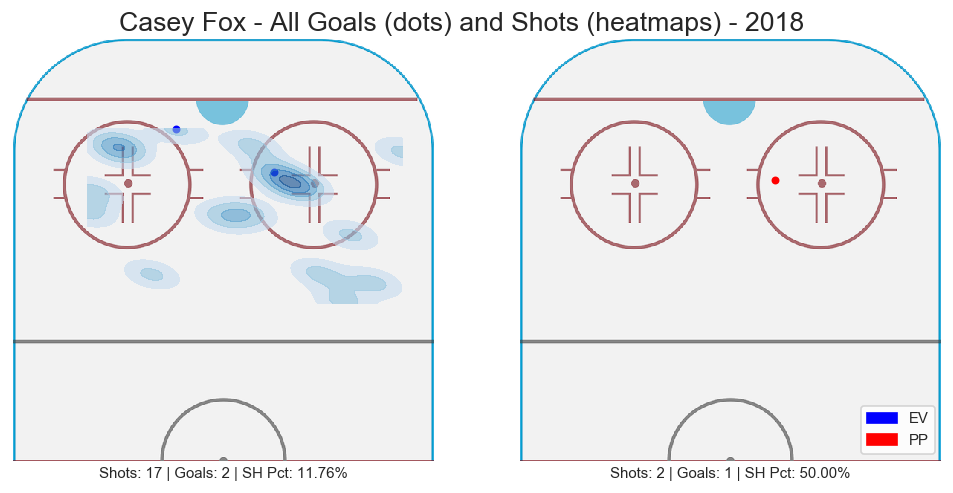 Casey Fox - All Goals (dots) and Shots (heatmaps) - 2018
EV
PP
Shots: 17 | Goals: 2 | SH Pct: 11.76%
Shots: 2 | Goals: 1 | SH Pct: 50.00%